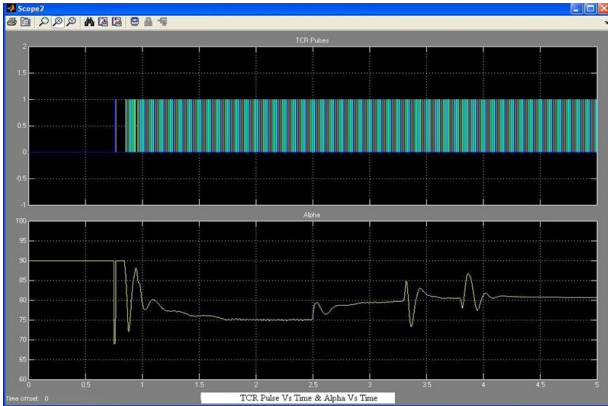 Scope2
TCR Pulses
2
1.5
1
0.5
0
-0.5
-1
Alpha
100
95
90
85
80
75
70
65
60
0 0.5 1 1.5 2 2.5 3 3.5 4 4.5 5
Time offset: 0
TCR Pulse Vs Time & Alpha Vs Time